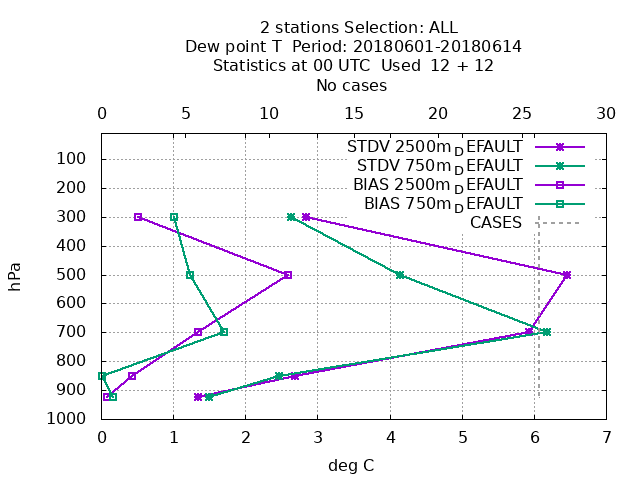 2 stations Selection: ALL
Dew point T  Period: 20180601-20180614
Statistics at 00 UTC  Used  12 + 12
No cases
0 5 10 15 20 25 30
STDV 2500m_DEFAULT
STDV 750m_DEFAULT
BIAS 2500m_DEFAULT
BIAS 750m_DEFAULT
CASES
100
200
300
400
500
600
700
800
900
1000
hPa
0 1 2 3 4 5 6 7
deg C